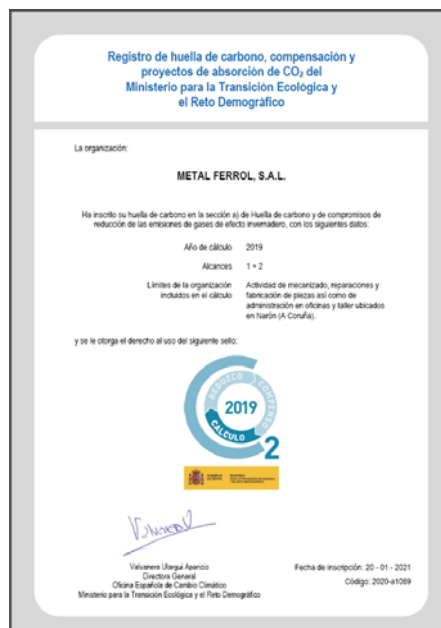 Registro de huella de carbono, compensación y
proyectos de absorción de CO₂ del
Ministerio para la Transición Ecológica y
el Reto Demográfico
La organización:
METAL FERROL, S.A.L.
Ha inscrito su huella de carbono en la sección a) de Huella de carbono y de compromisos de
reducción de las emisiones de gases de efecto invernadero, con los siguientes datos:
Año de cálculo 2019
Alcances 1 + 2
Límites de la organización incluidos en el cálculo Actividad de mecanizado, reparaciones y
fabricación de piezas así como de
administración en oficinas y taller ubicados
en Narón (A Coruña).
y se le otorga el derecho al uso del siguiente sello:
REDUZCO COMPENSO
2019
CALCULO
2
GOBIERNO DE ESPAÑA
Valvanera Ulargui Aparicio
Directora General
Oficina Española de Cambio Climático
Ministerio para la Transición Ecológica y el Reto Demográfico
Fecha de inscripción: 20 - 01 - 2021
Código: 2020-a1069